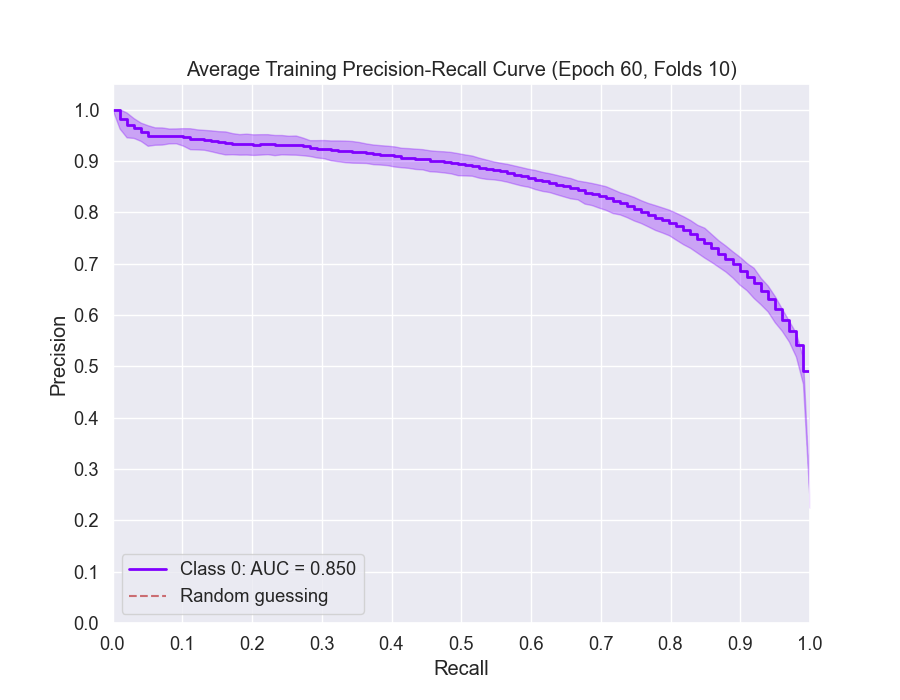 Average Training Precision-Recall Curve (Epoch 60, Folds 10)
1.0
0.9
0.8
0.7
0.6
0.5
0.4
0.3
0.2
0.1
0.0
Precision
Class 0: AUC = 0.850
Random guessing
0.0 0.1 0.2 0.3 0.4 0.5 0.6 0.7 0.8 0.9 1.0
Recall